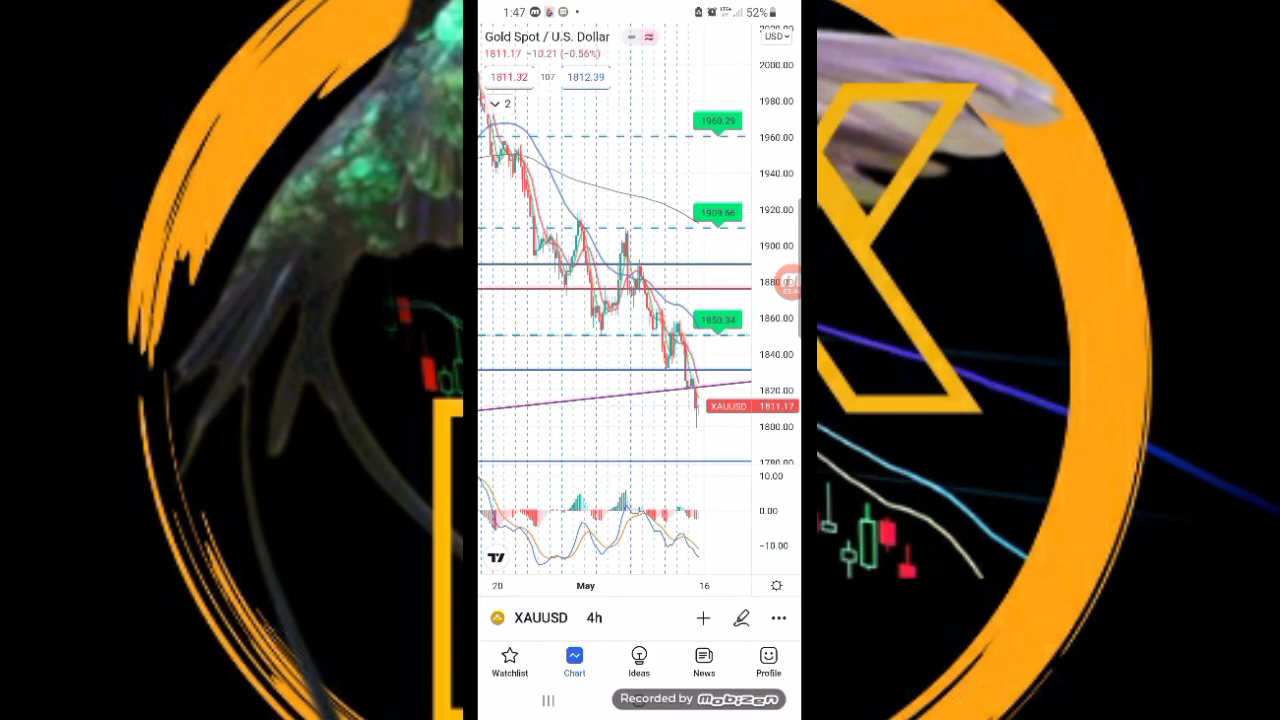 1:47 52%
Gold Spot / U.S. Dollar USD
1811.17 −10.21 (−0.56%)
1811.32 107 1812.39
2
2000.00
1980.00
1960.29
1960.00
1940.00
1920.00
1909.66
1900.00
1880.00
1860.00
1850.34
1840.00
1820.00
XAUUSD 1811.17
1800.00
1780.00
10.00
0.00
−10.00
20 May 16
XAUUSD 4h
Watchlist Chart Ideas News Profile
Recorded by mobizen